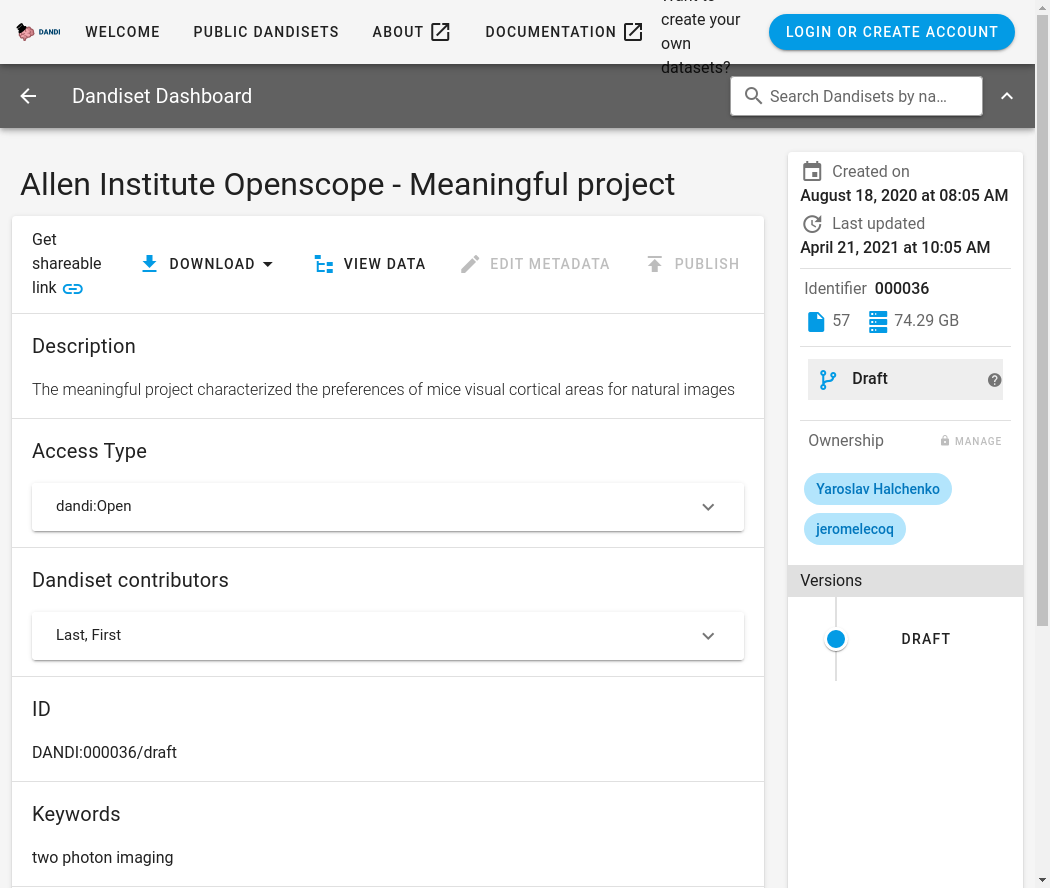 DANDI WELCOME PUBLIC DANDISETS ABOUT DOCUMENTATION
create your
own
datasets?
LOGIN OR CREATE ACCOUNT
Dandiset Dashboard
Search Dandisets by na...
Allen Institute Openscope - Meaningful project
Get
shareable
link
DOWNLOAD VIEW DATA EDIT METADATA PUBLISH
Description
The meaningful project characterized the preferences of mice visual cortical areas for natural images
Access Type
dandi:Open
Dandiset contributors
Last, First
ID
DANDI:000036/draft
Keywords
two photon imaging
Created on
August 18, 2020 at 08:05 AM
Last updated
April 21, 2021 at 10:05 AM
Identifier 000036
57 74.29 GB
Draft
Ownership MANAGE
Yaroslav Halchenko
jeromelecoq
Versions
DRAFT